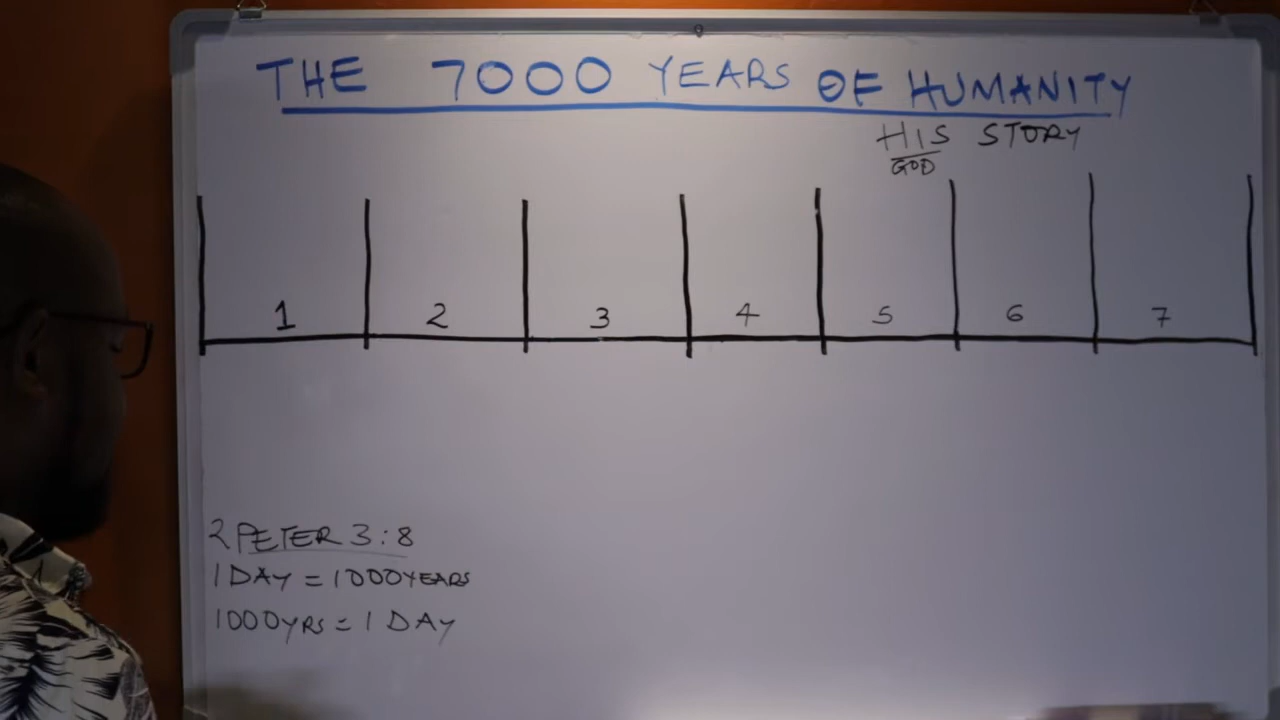 THE 7000 YEARS OF HUMANITY
HIS STORY
GOD
1 2 3 4 5 6 7
2 PETER 3:8
1 DAY = 1000 YEARS
1000 YRS = 1 DAY